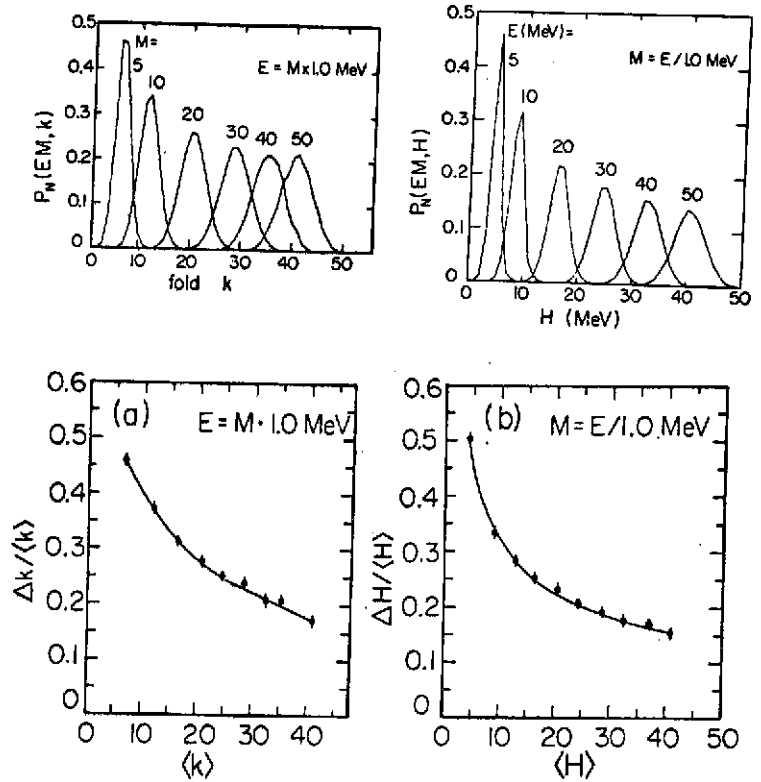 0.5
0.4
0.3
0.2
0.1
0
P_N(EM,k)
M=
5
10
20
30
40
50
E = M x 1.0 MeV
0 10 20 30 40 50
fold k
0.5
0.4
0.3
0.2
0.1
0
P_N(EM,H)
E (MeV)=
5
10
20
30
40
50
M = E / 1.0 MeV
0 10 20 30 40 50
H (MeV)
0.6
0.5
0.4
0.3
0.2
0.1
0
Δk/⟨k⟩
(a) E = M · 1.0 MeV
0 10 20 30 40
⟨k⟩
0.6
0.5
0.4
0.3
0.2
0.1
0
ΔH/⟨H⟩
(b) M = E/1.0 MeV
0 10 20 30 40 50
⟨H⟩